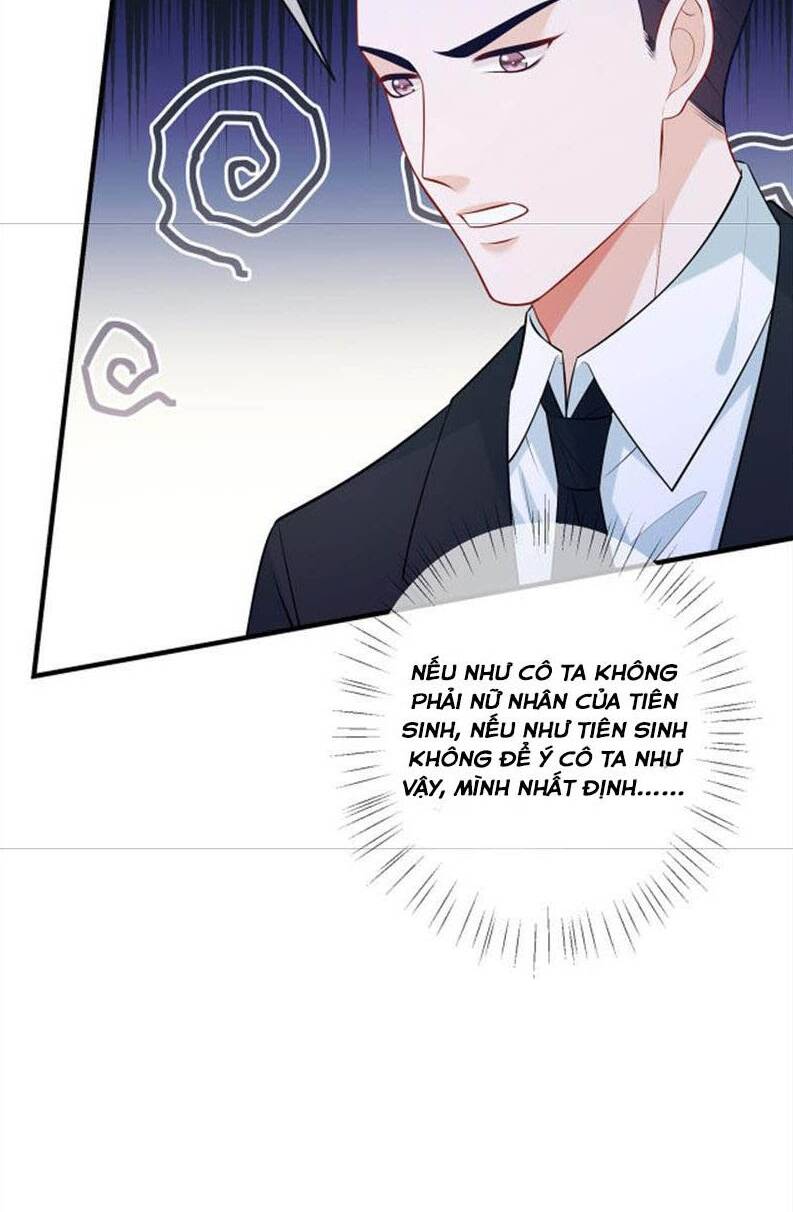 NẾU NHƯ CÔ TA KHÔNG
PHẢI NỮ NHÂN CỦA TIÊN
SINH, NẾU NHƯ TIÊN SINH
KHÔNG ĐỂ Ý CÔ TA NHƯ
VẬY, MÌNH NHẤT ĐỊNH......